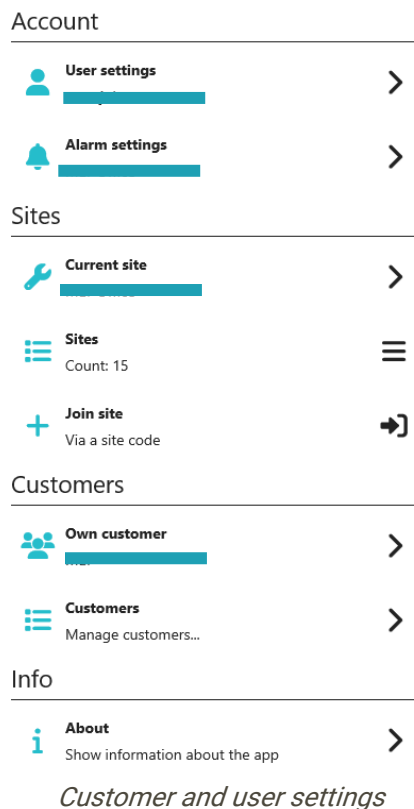 Account
User settings
Alarm settings
Sites
Current site
Sites
Count: 15
Join site
Via a site code
Customers
Own customer
Customers
Manage customers...
Info
About
Show information about the app
Customer and user settings